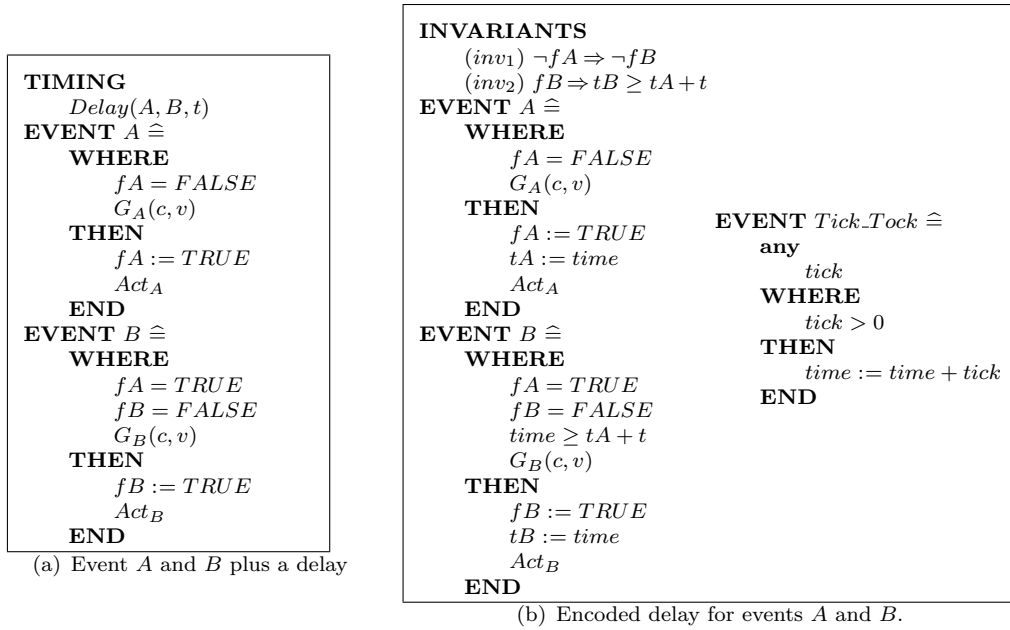 TIMING
Delay(A, B, t)
EVENT A ≙
WHERE
fA = FALSE
G_A(c, v)
THEN
fA := TRUE
Act_A
END
EVENT B ≙
WHERE
fA = TRUE
fB = FALSE
G_B(c, v)
THEN
fB := TRUE
Act_B
END
(a) Event A and B plus a delay
INVARIANTS
(inv_1) ¬fA ⇒ ¬fB
(inv_2) fB ⇒ tB ≥ tA + t
EVENT A ≙
WHERE
fA = FALSE
G_A(c, v)
THEN
fA := TRUE
tA := time
Act_A
END
EVENT B ≙
WHERE
fA = TRUE
fB = FALSE
time ≥ tA + t
G_B(c, v)
THEN
fB := TRUE
tB := time
Act_B
END
EVENT Tick_Tock ≙
any
tick
WHERE
tick > 0
THEN
time := time + tick
END
(b) Encoded delay for events A and B.